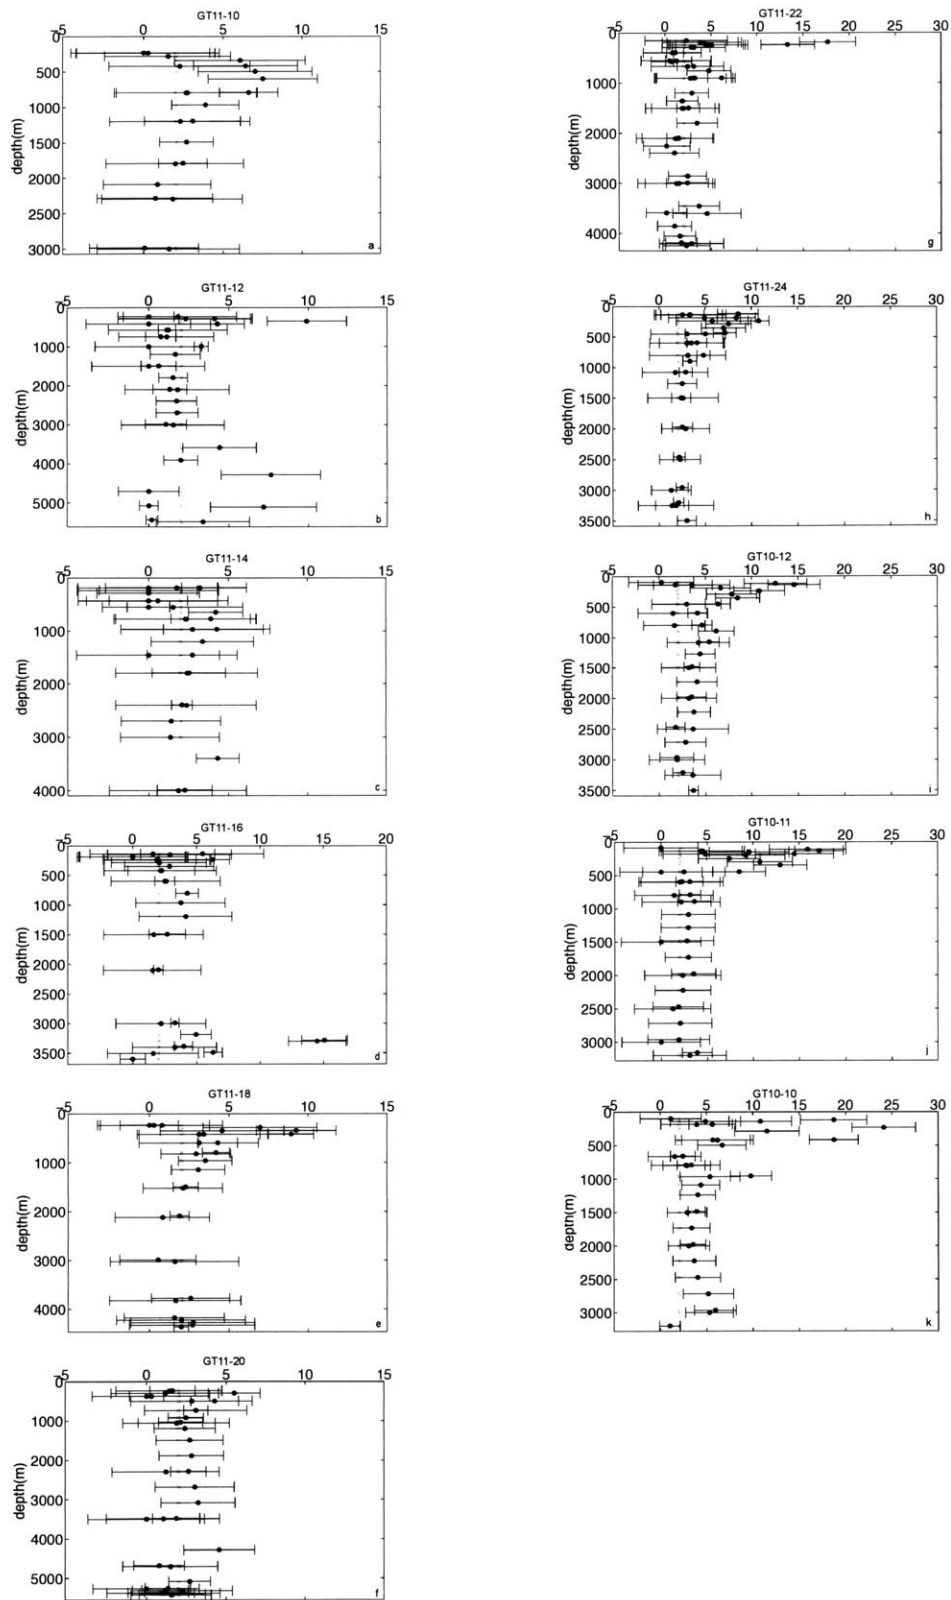 GT11-10
-5 0 5 10 15
0
500
1000
1500
2000
2500
3000
depth(m)
a
GT11-12
-5 0 5 10 15
0
1000
2000
3000
4000
5000
depth(m)
b
GT11-14
-5 0 5 10 15
0
1000
2000
3000
4000
depth(m)
c
GT11-16
-5 0 5 10 15 20
0
500
1000
1500
2000
2500
3000
3500
depth(m)
d
GT11-18
-5 0 5 10 15
0
1000
2000
3000
4000
depth(m)
e
GT11-20
-5 0 5 10 15
0
1000
2000
3000
4000
5000
depth(m)
f
GT11-22
-5 0 5 10 15 20 25 30
0
1000
2000
3000
4000
depth(m)
g
GT11-24
-5 0 5 10 15 20 25 30
0
500
1000
1500
2000
2500
3000
3500
depth(m)
h
GT10-12
-5 0 5 10 15 20 25 30
0
500
1000
1500
2000
2500
3000
3500
depth(m)
i
GT10-11
-5 0 5 10 15 20 25 30
0
500
1000
1500
2000
2500
3000
depth(m)
j
GT10-10
-5 0 5 10 15 20 25 30
0
500
1000
1500
2000
2500
3000
depth(m)
k